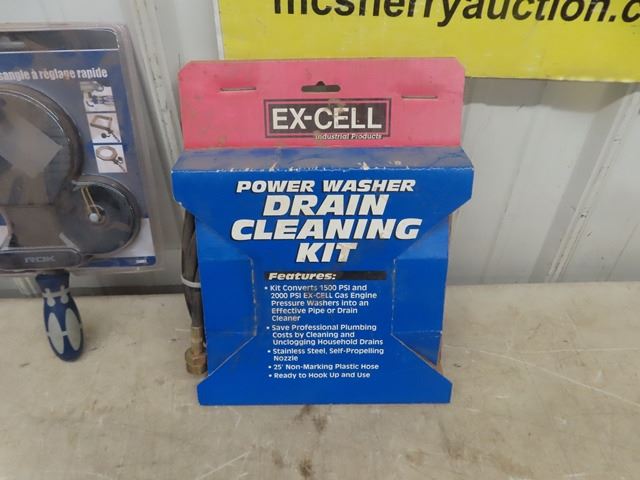 mcsherryauction.c
sangle à réglage rapide
ROK
EX-CELL
Industrial Products
POWER WASHER
DRAIN
CLEANING
KIT
Features:
• Kit Converts 1500 PSI and
2000 PSI EX-CELL Gas Engine
Pressure Washers into an
Effective Pipe or Drain
Cleaner
• Save Professional Plumbing
Costs by Cleaning and
Unclogging Household Drains
• Stainless Steel, Self-Propelling
Nozzle
• 25' Non-Marking Plastic Hose
• Ready to Hook Up and Use